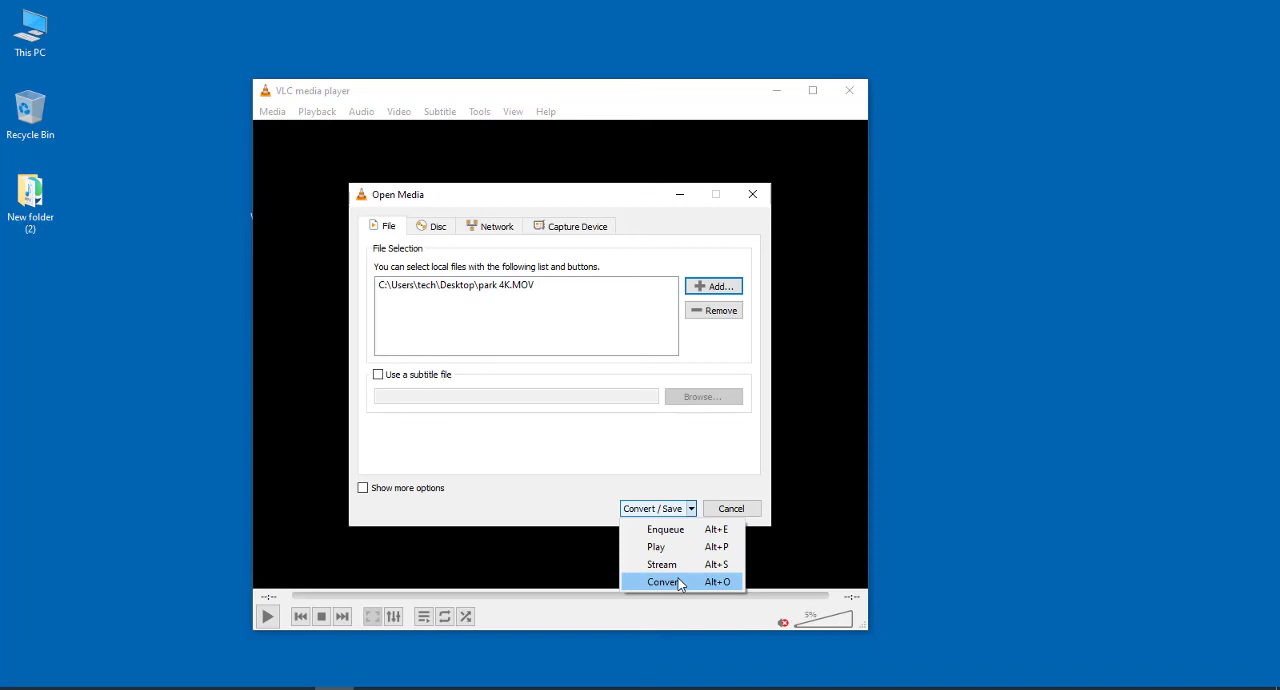 This PC
Recycle Bin
New folder
(2)
VLC media player
Media Playback Audio Video Subtitle Tools View Help
Open Media
File Disc Network Capture Device
File Selection
You can select local files with the following list and buttons.
C:\Users\tech\Desktop\park 4K.MOV
Add...
Remove
Use a subtitle file
Browse...
Show more options
Convert / Save Cancel
Enqueue Alt+E
Play Alt+P
Stream Alt+S
Convert Alt+O
--:-- --:--
5%